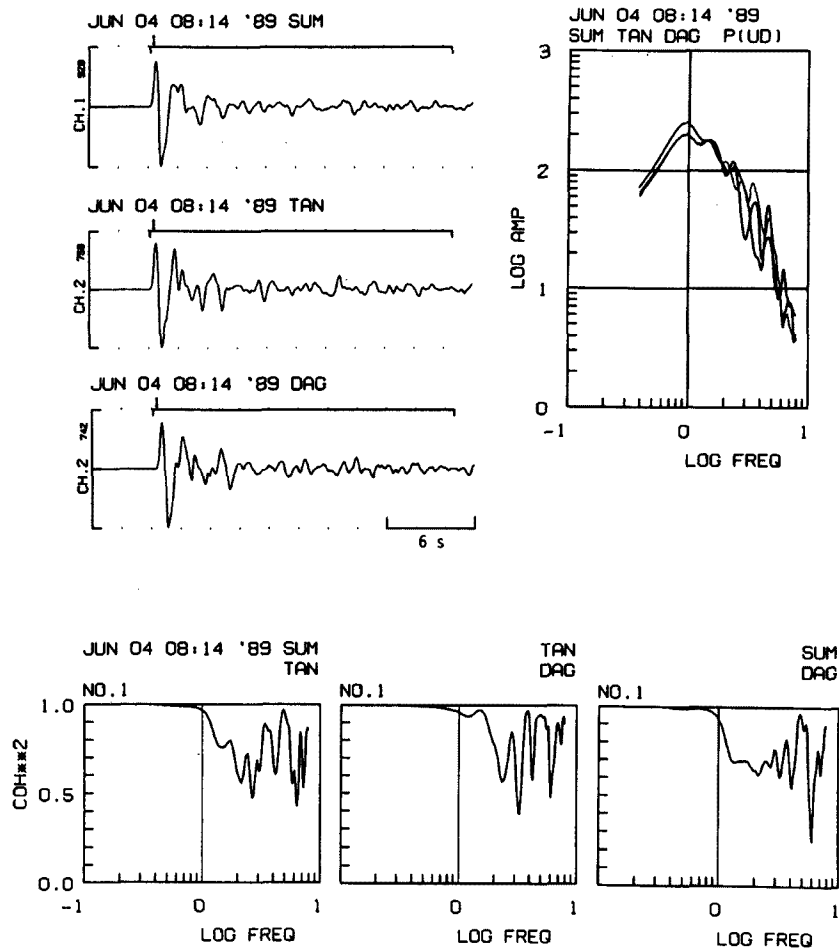 JUN 04 08:14 '89 SUM
CH.1 928
JUN 04 08:14 '89 TAN
CH.2 788
JUN 04 08:14 '89 DAG
CH.2 742
6 s
JUN 04 08:14 '89
SUM TAN DAG P(UD)
3
2
1
0
LOG AMP
-1 0 1
LOG FREQ
JUN 04 08:14 '89 SUM
TAN
NO.1
1.0
0.5
0.0
COH**2
-1 0 1
LOG FREQ
TAN
DAG
NO.1
0 1
LOG FREQ
SUM
DAG
NO.1
0 1
LOG FREQ